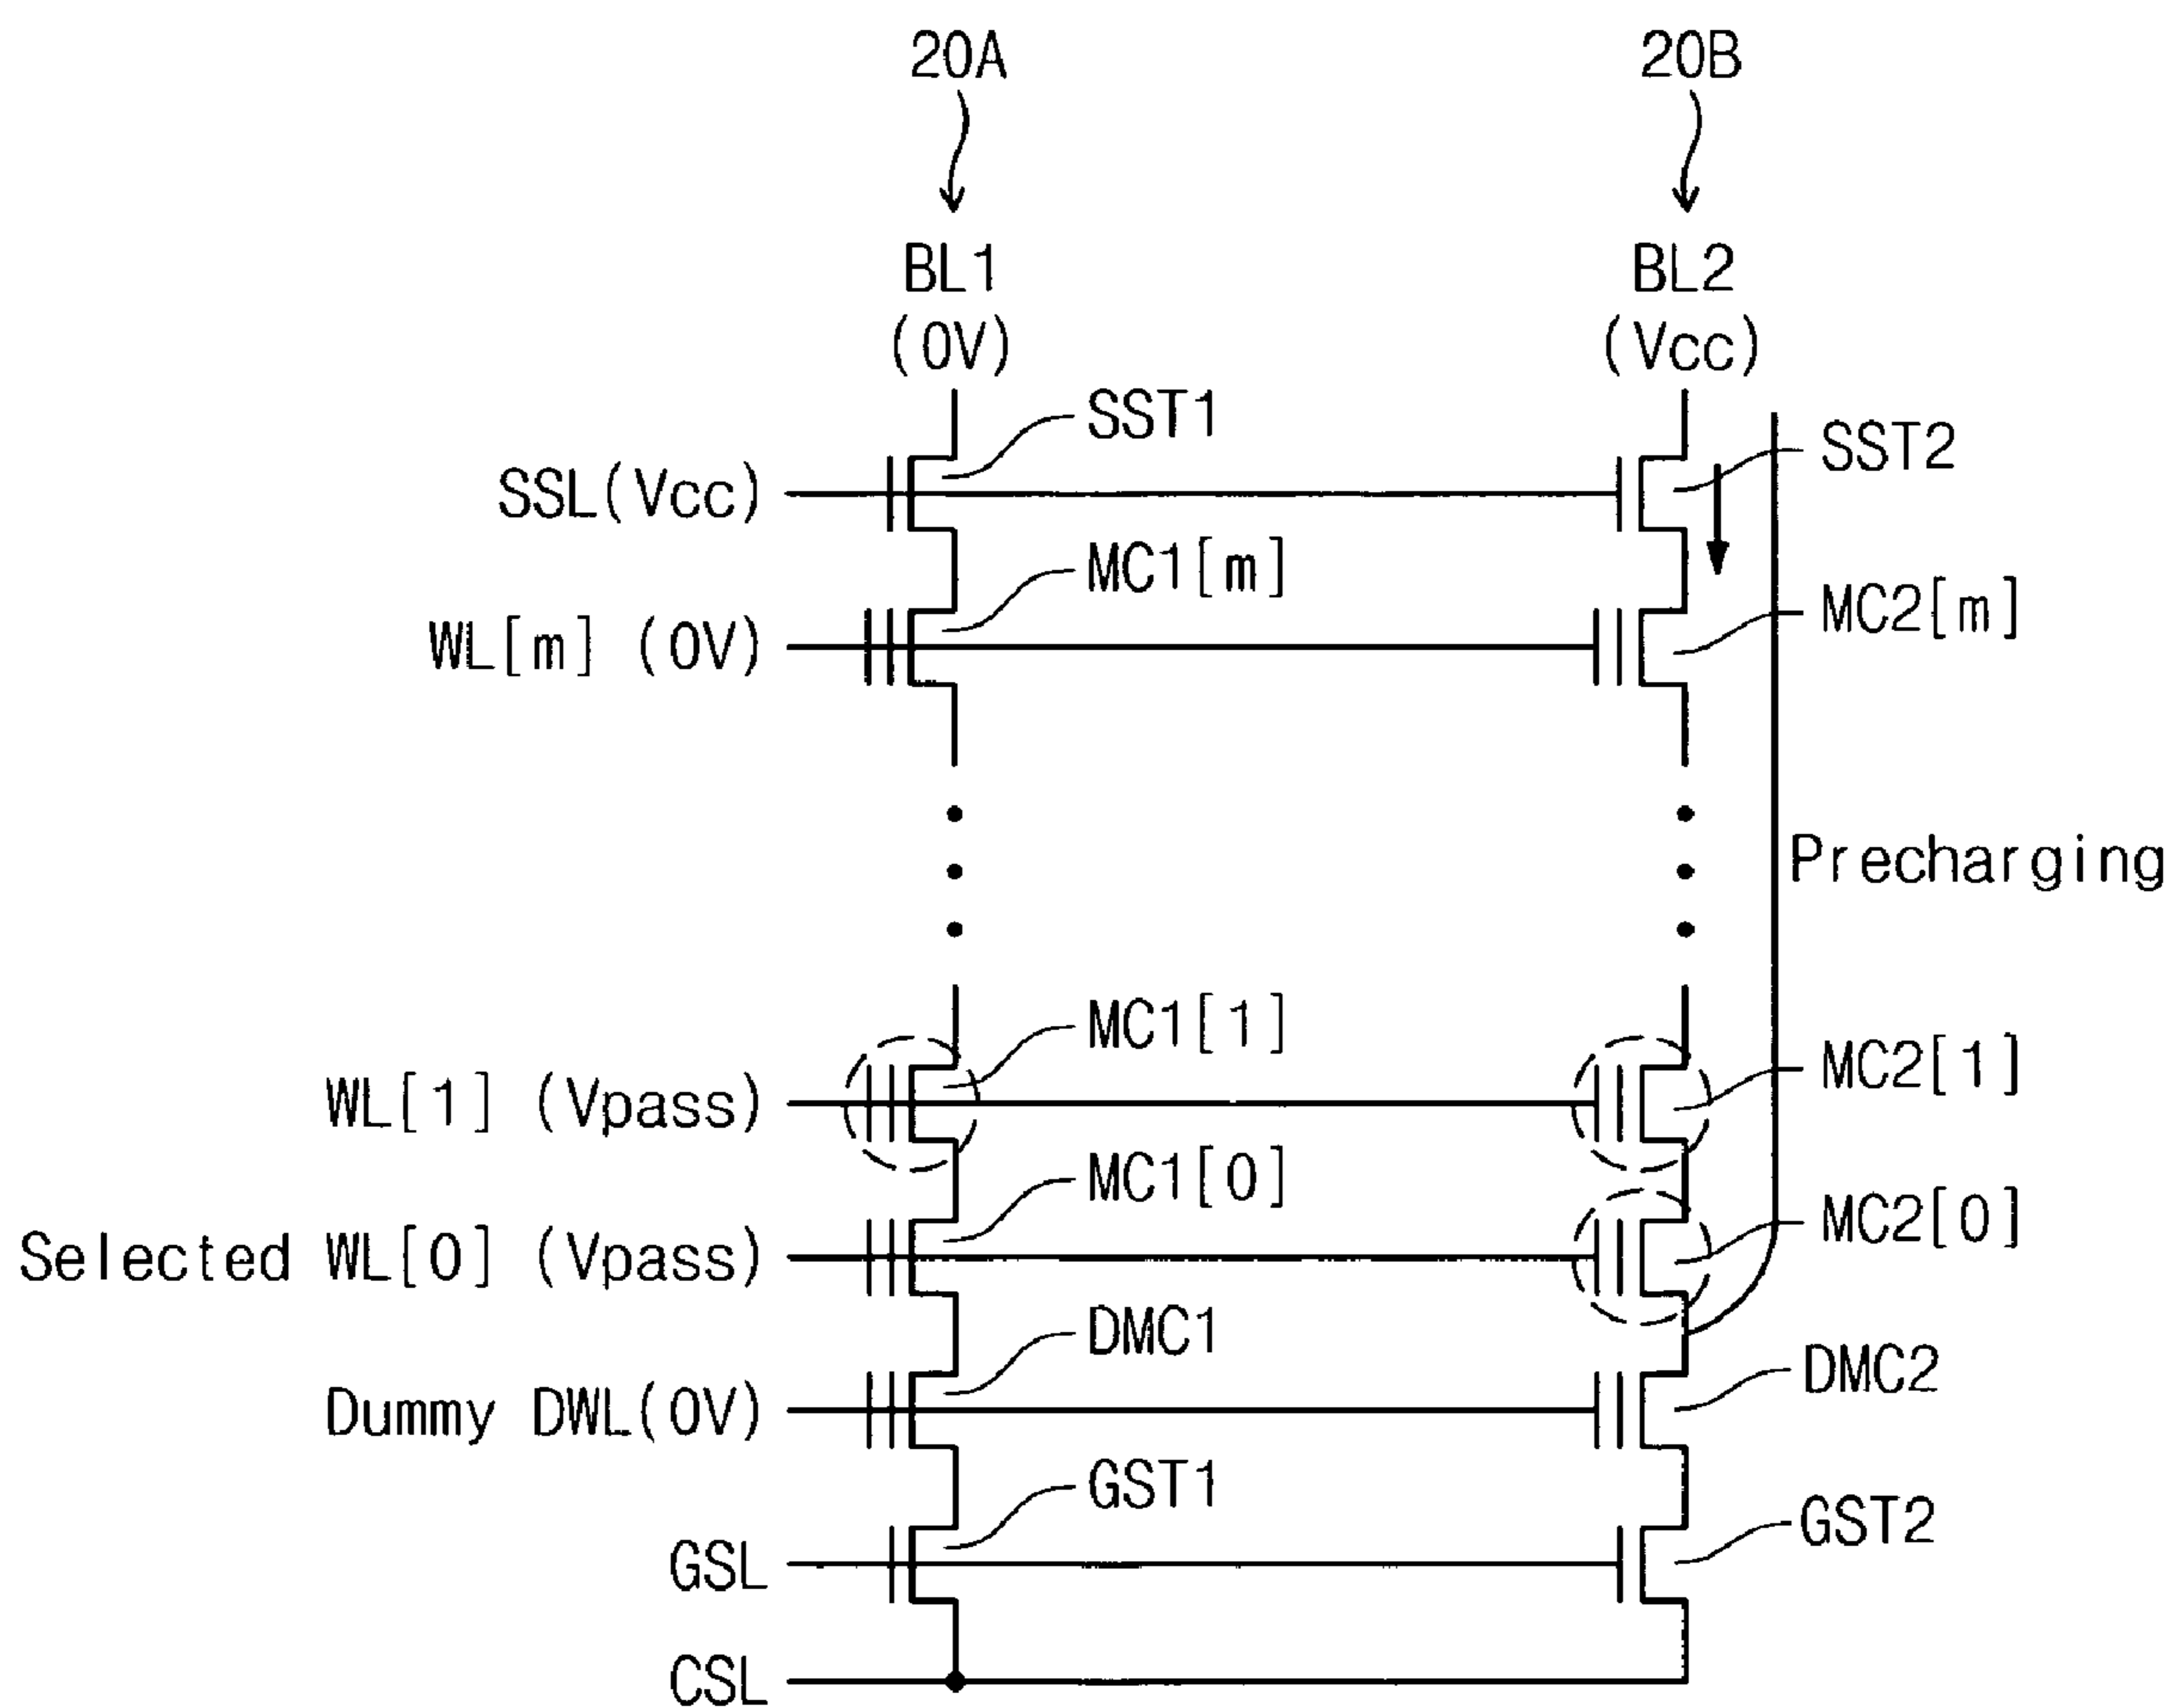 20A
20B
BL1
(0V)
BL2
(Vcc)
SST1
SST2
SSL(Vcc)
MC1[m]
MC2[m]
WL[m] (0V)
Precharging
MC1[1]
MC2[1]
WL[1] (Vpass)
MC1[0]
MC2[0]
Selected WL[0] (Vpass)
DMC1
DMC2
Dummy DWL(0V)
GST1
GST2
GSL
CSL